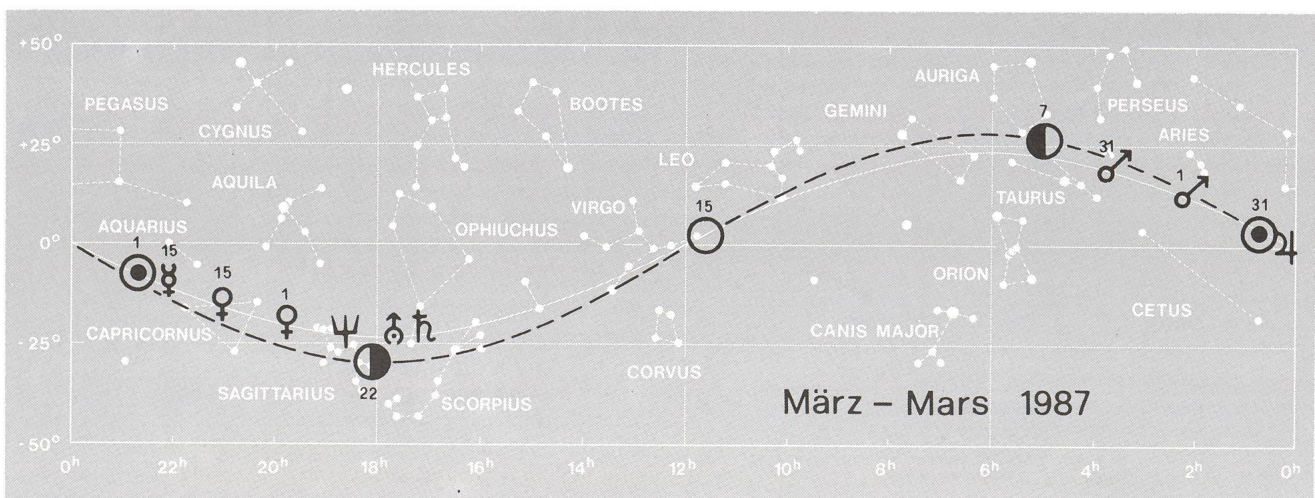 +50°
HERCULES
AURIGA
PEGASUS
BOOTES
GEMINI
7
PERSEUS
CYGNUS
ARIES
+25°
31
LEO
AQUILA
1
TAURUS
VIRGO
15
31
AQUARIUS
OPHIUCHUS
0°
1
15
15
ORION
1
CETUS
CAPRICORNUS
CANIS MAJOR
-25°
CORVUS
SAGITTARIUS
22
SCORPIUS
März – Mars 1987
-50°
0h 22h 20h 18h 16h 14h 12h 10h 8h 6h 4h 2h 0h